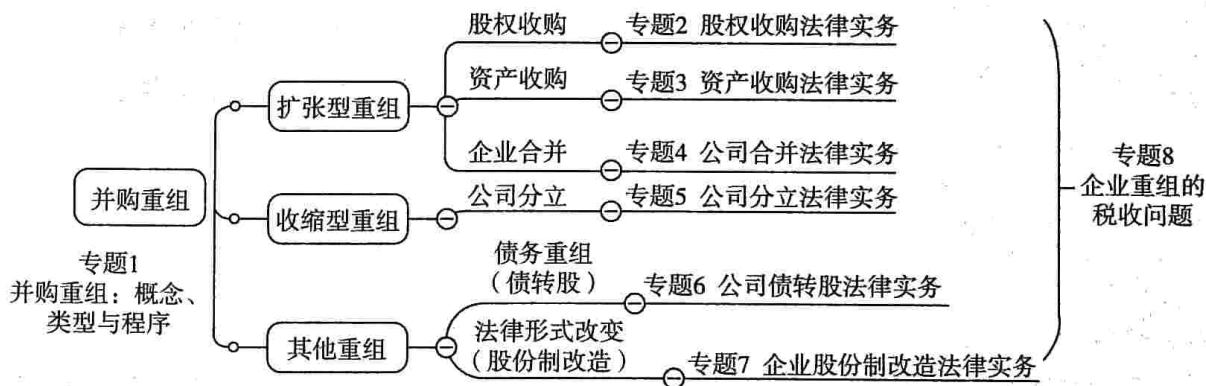 股权收购
专题2 股权收购法律实务
资产收购
专题3 资产收购法律实务
扩张型重组
企业合并
专题4 公司合并法律实务
并购重组
公司分立
专题5 公司分立法律实务
收缩型重组
专题1
并购重组：概念、
类型与程序
债务重组
（债转股）
专题6 公司债转股法律实务
其他重组
法律形式改变
（股份制改造）
专题7 企业股份制改造法律实务
专题8
企业重组的
税收问题